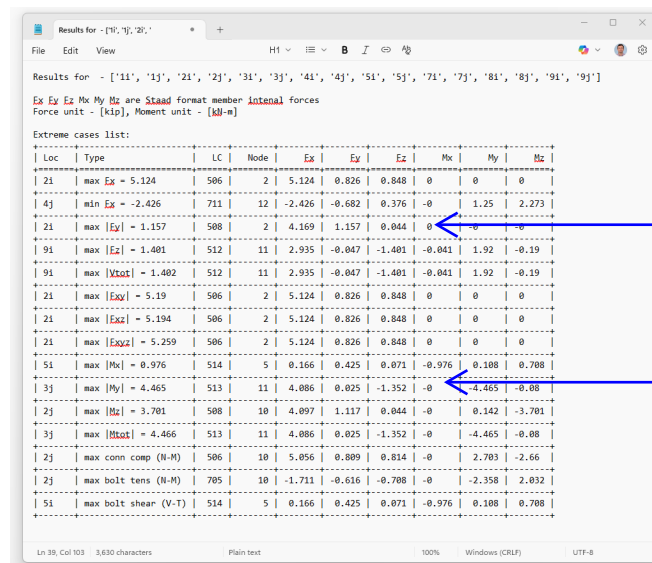 Results for - ['1i', '1j', '2i', '
File Edit View H1 B I
Results for - ['1i', '1j', '2i', '2j', '3i', '3j', '4i', '4j', '5i', '5j', '7i', '7j', '8i', '8j', '9i', '9j']
Fx Fy Fz Mx My Mz are Staad format member intenal forces
Force unit - [kip], Moment unit - [kN-m]
Extreme cases list:
| Loc | Type | LC | Node | Fx | Fy | Fz | Mx | My | Mz |
| 2i | max Fx = 5.124 | 506 | 2 | 5.124 | 0.826 | 0.848 | 0 | 0 | 0 |
| 4j | min Fx = -2.426 | 711 | 12 | -2.426 | -0.682 | 0.376 | -0 | 1.25 | 2.273 |
| 2i | max |Fy| = 1.157 | 508 | 2 | 4.169 | 1.157 | 0.044 | 0 | -0 | -0 |
| 9i | max |Fz| = 1.401 | 512 | 11 | 2.935 | -0.047 | -1.401 | -0.041 | 1.92 | -0.19 |
| 9i | max |Vtot| = 1.402 | 512 | 11 | 2.935 | -0.047 | -1.401 | -0.041 | 1.92 | -0.19 |
| 2i | max |Fxy| = 5.19 | 506 | 2 | 5.124 | 0.826 | 0.848 | 0 | 0 | 0 |
| 2i | max |Fxz| = 5.194 | 506 | 2 | 5.124 | 0.826 | 0.848 | 0 | 0 | 0 |
| 2i | max |Fxyz| = 5.259 | 506 | 2 | 5.124 | 0.826 | 0.848 | 0 | 0 | 0 |
| 5i | max |Mx| = 0.976 | 514 | 5 | 0.166 | 0.425 | 0.071 | -0.976 | 0.108 | 0.708 |
| 3j | max |My| = 4.465 | 513 | 11 | 4.086 | 0.025 | -1.352 | -0 | -4.465 | -0.08 |
| 2j | max |Mz| = 3.701 | 508 | 10 | 4.097 | 1.117 | 0.044 | -0 | 0.142 | -3.701 |
| 3j | max |Mtot| = 4.466 | 513 | 11 | 4.086 | 0.025 | -1.352 | -0 | -4.465 | -0.08 |
| 2j | max conn comp (N-M) | 506 | 10 | 5.056 | 0.809 | 0.814 | -0 | 2.703 | -2.66 |
| 2j | max bolt tens (N-M) | 705 | 10 | -1.711 | -0.616 | -0.708 | -0 | -2.358 | 2.032 |
| 5i | max bolt shear (V-T) | 514 | 5 | 0.166 | 0.425 | 0.071 | -0.976 | 0.108 | 0.708 |
Ln 39, Col 103 3,630 characters Plain text 100% Windows (CRLF) UTF-8